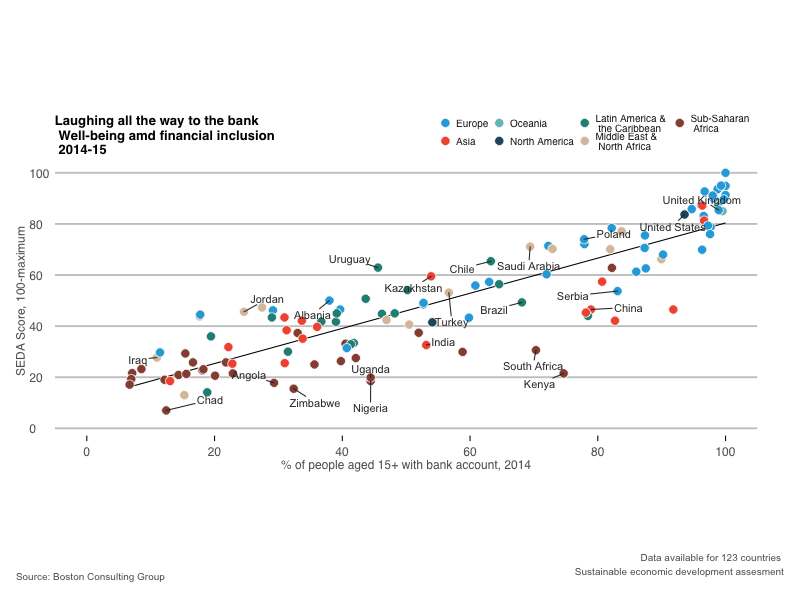 Laughing all the way to the bank
Well-being amd financial inclusion
2014-15
Europe
Oceania
Latin America &
the Caribbean
Sub-Saharan
Africa
Asia
North America
Middle East &
North Africa
SEDA Score, 100-maximum
100
80
60
40
20
0
United Kingdom
United States
Poland
Uruguay
Chile
Saudi Arabia
Kazakhstan
Jordan
Albania
Serbia
Brazil
China
Turkey
India
Iraq
Angola
Uganda
South Africa
Kenya
Chad
Zimbabwe
Nigeria
0
20
40
60
80
100
% of people aged 15+ with bank account, 2014
Data available for 123 countries
Source: Boston Consulting Group
Sustainable economic development assesment